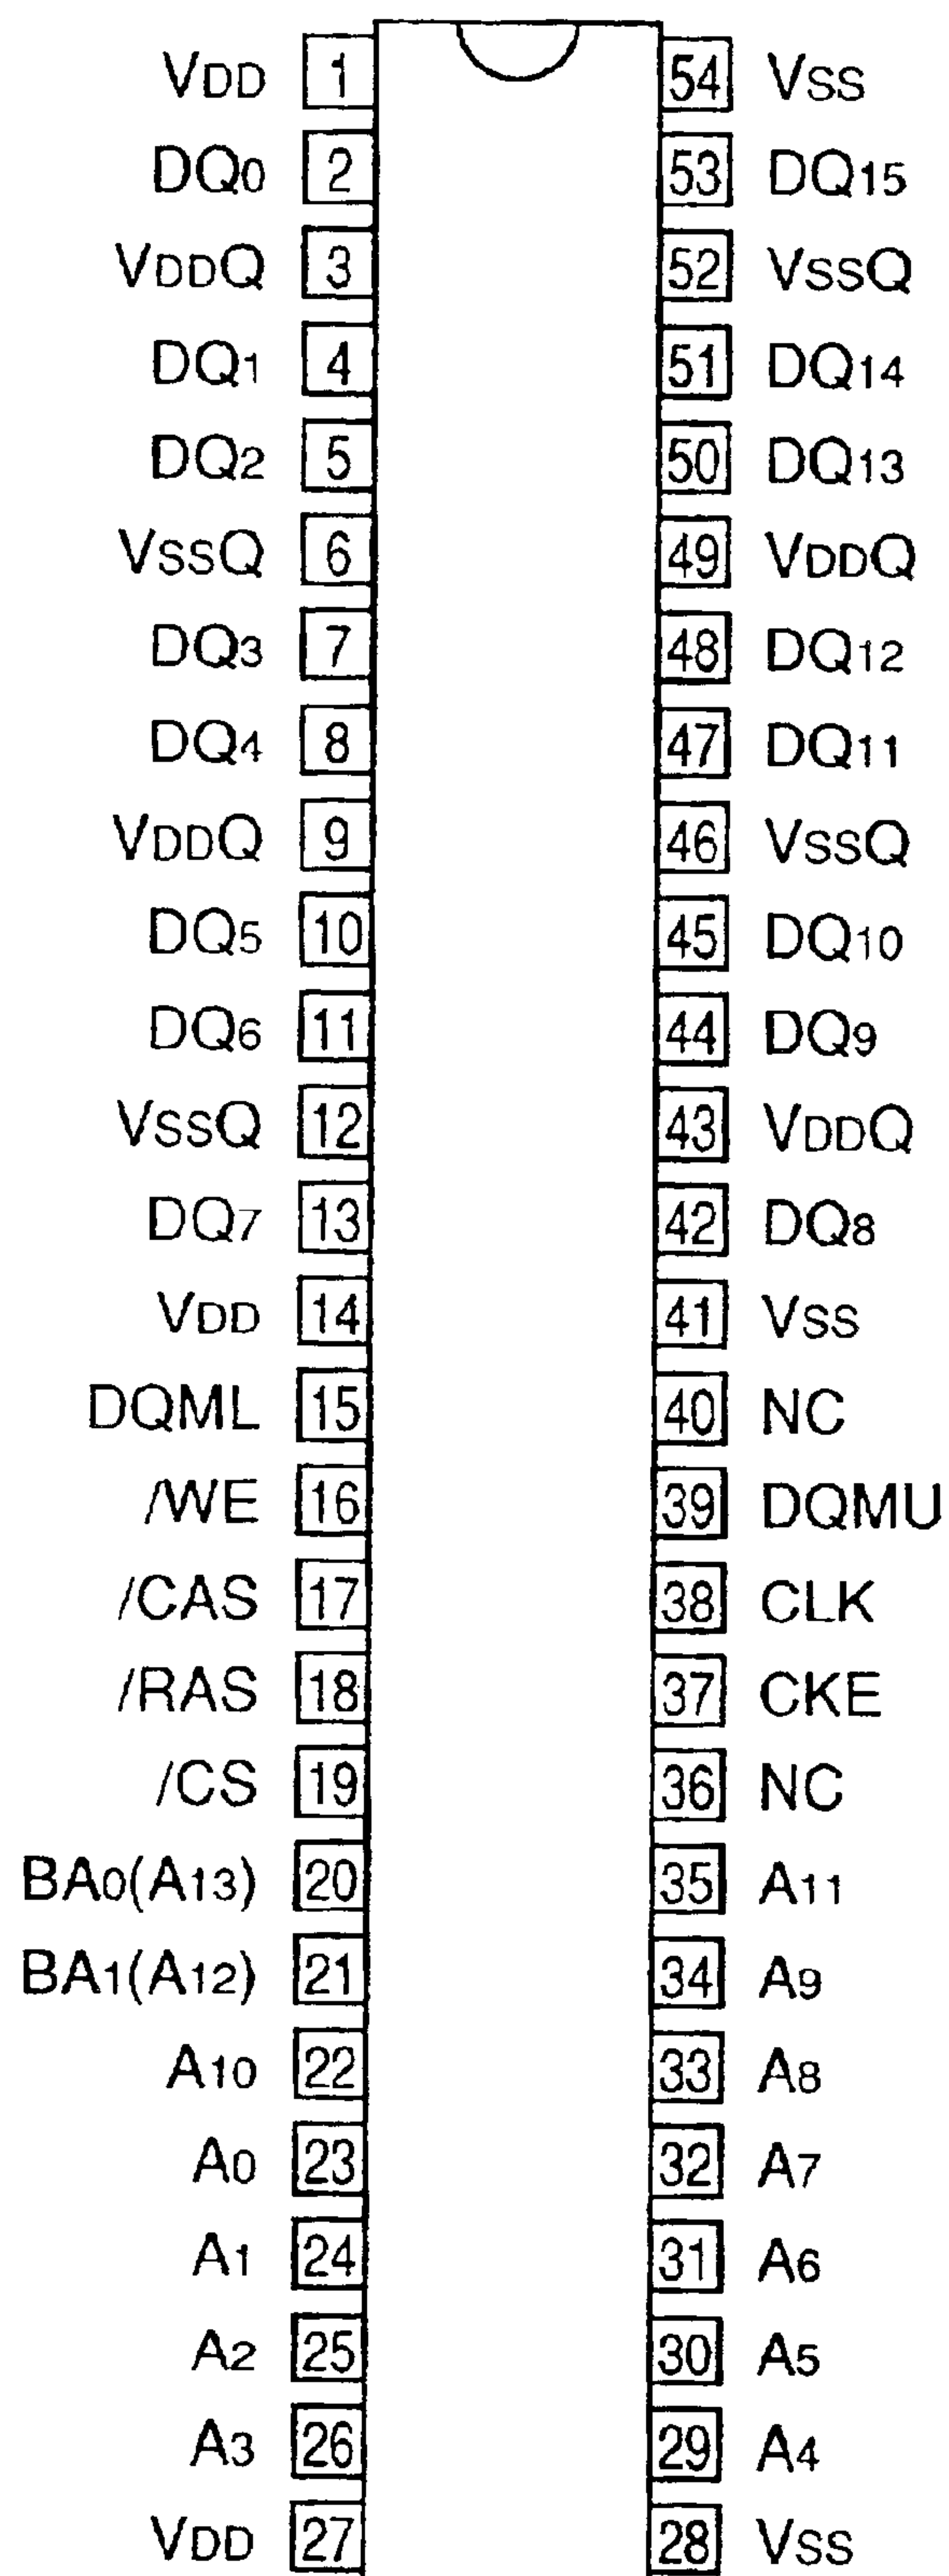 VDD 1 54 VSS
DQ0 2 53 DQ15
VDDQ 3 52 VSSQ
DQ1 4 51 DQ14
DQ2 5 50 DQ13
VSSQ 6 49 VDDQ
DQ3 7 48 DQ12
DQ4 8 47 DQ11
VDDQ 9 46 VSSQ
DQ5 10 45 DQ10
DQ6 11 44 DQ9
VSSQ 12 43 VDDQ
DQ7 13 42 DQ8
VDD 14 41 VSS
DQML 15 40 NC
/WE 16 39 DQMU
/CAS 17 38 CLK
/RAS 18 37 CKE
/CS 19 36 NC
BA0(A13) 20 35 A11
BA1(A12) 21 34 A9
A10 22 33 A8
A0 23 32 A7
A1 24 31 A6
A2 25 30 A5
A3 26 29 A4
VDD 27 28 VSS